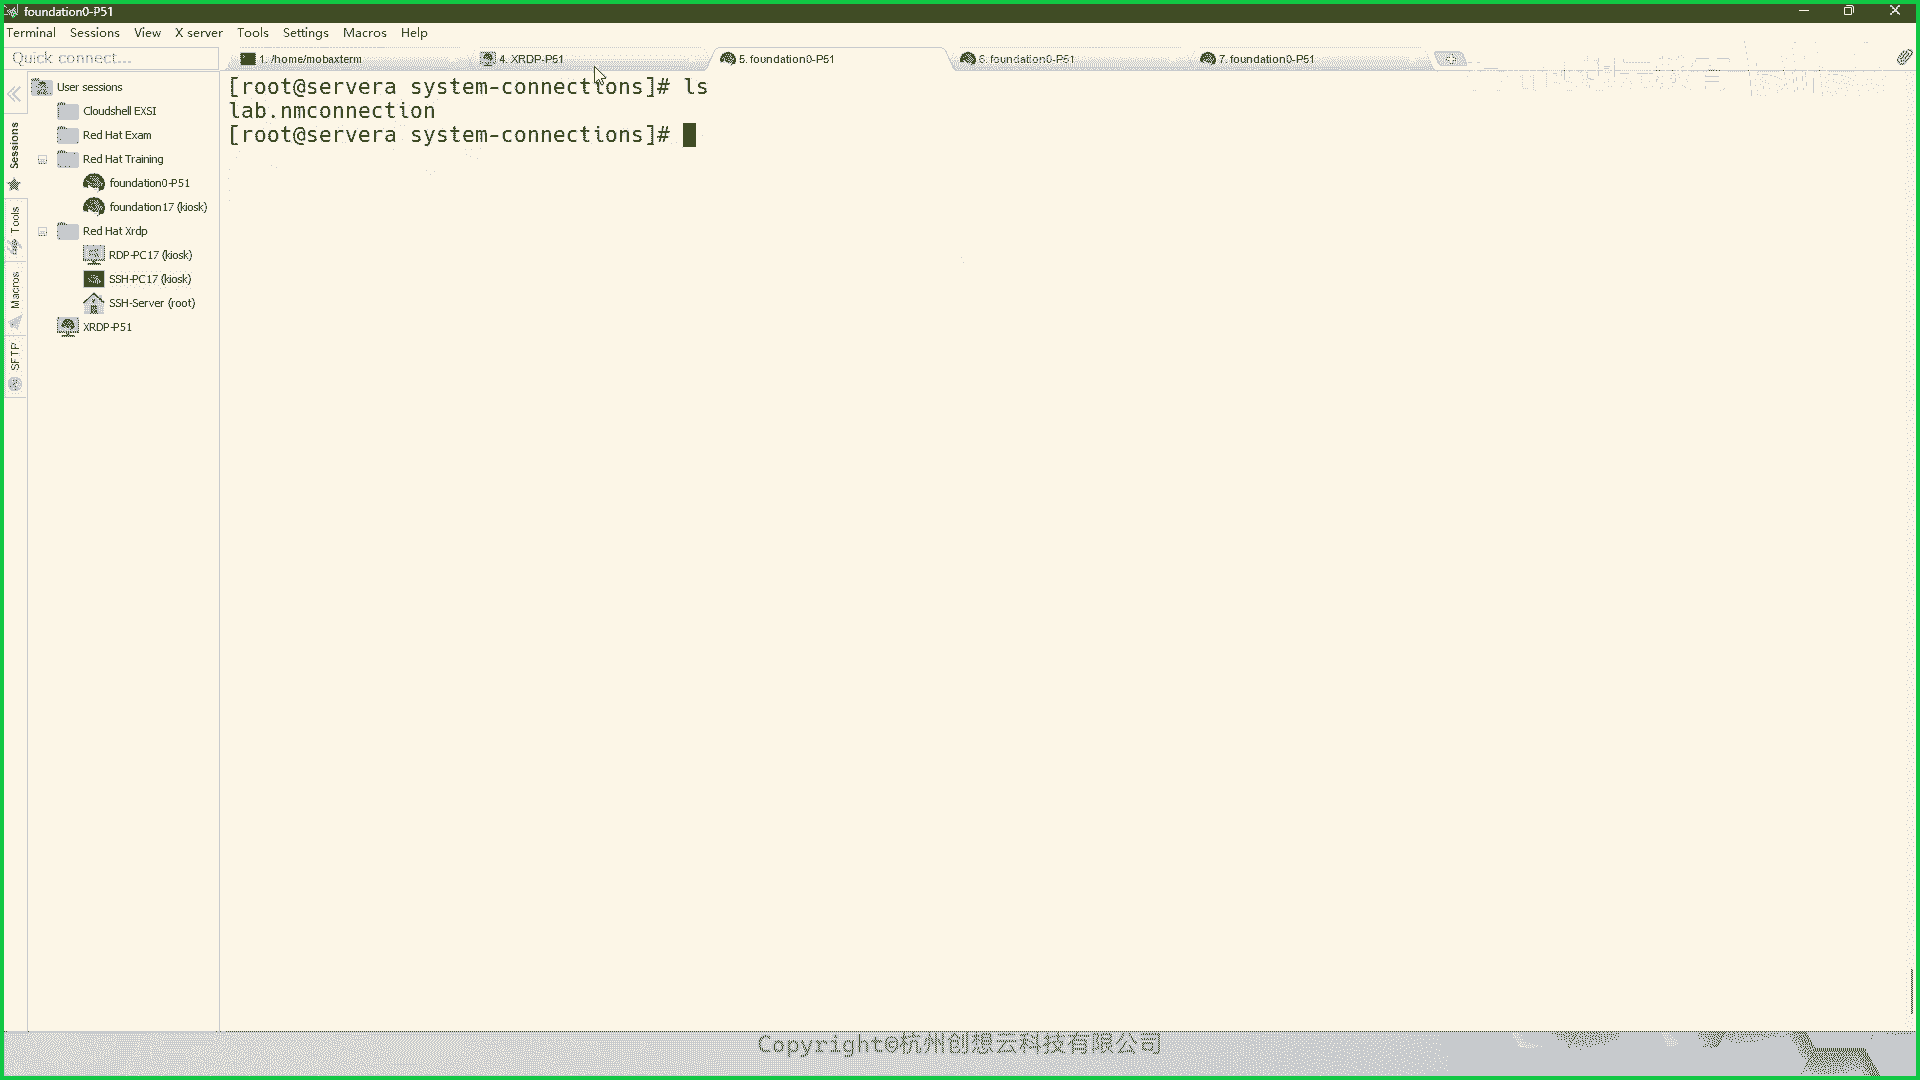 foundation0-P51
Terminal Sessions View X server Tools Settings Macros Help
Quick connect...
1. /home/mobaxterm
4. XRDP-P51
5. foundation0-P51
6. foundation0-P51
7. foundation0-P51
User sessions
Cloudshell EXSI
Red Hat Exam
Red Hat Training
foundation0-P51
foundation17 (kiosk)
Red Hat Xrdp
RDP-PC17 (kiosk)
SSH-PC17 (kiosk)
SSH-Server (root)
XRDP-P51
Sessions
Tools
Macros
SFTP
[root@servera system-connections]# ls
lab.nmconnection
[root@servera system-connections]#
Copyright©杭州创想云科技有限公司